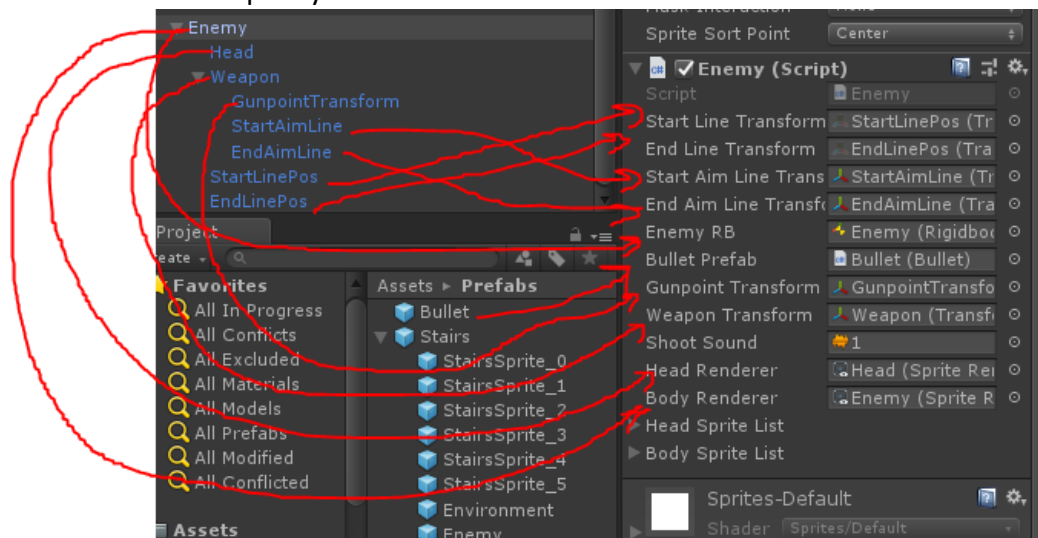 Enemy
Head
Weapon
GunpointTransform
StartAimLine
EndAimLine
StartLinePos
EndLinePos
Project
eate
Favorites
All In Progress
All Conflicts
All Excluded
All Materials
All Models
All Prefabs
All Modified
All Conflicted
Assets
Assets ▸ Prefabs
Bullet
Stairs
StairsSprite_0
StairsSprite_1
StairsSprite_2
StairsSprite_3
StairsSprite_4
StairsSprite_5
Environment
Enemy
Sprite Sort Point Center
Enemy (Script)
Script Enemy
Start Line Transform StartLinePos (Tr
End Line Transform EndLinePos (Tra
Start Aim Line Trans StartAimLine (Tr
End Aim Line Transfo EndAimLine (Tra
Enemy RB Enemy (Rigidbod
Bullet Prefab Bullet (Bullet)
Gunpoint Transform GunpointTransfo
Weapon Transform Weapon (Transf
Shoot Sound 1
Head Renderer Head (Sprite Rei
Body Renderer Enemy (Sprite R
Head Sprite List
Body Sprite List
Sprites-Default
Shader Sprites/Default